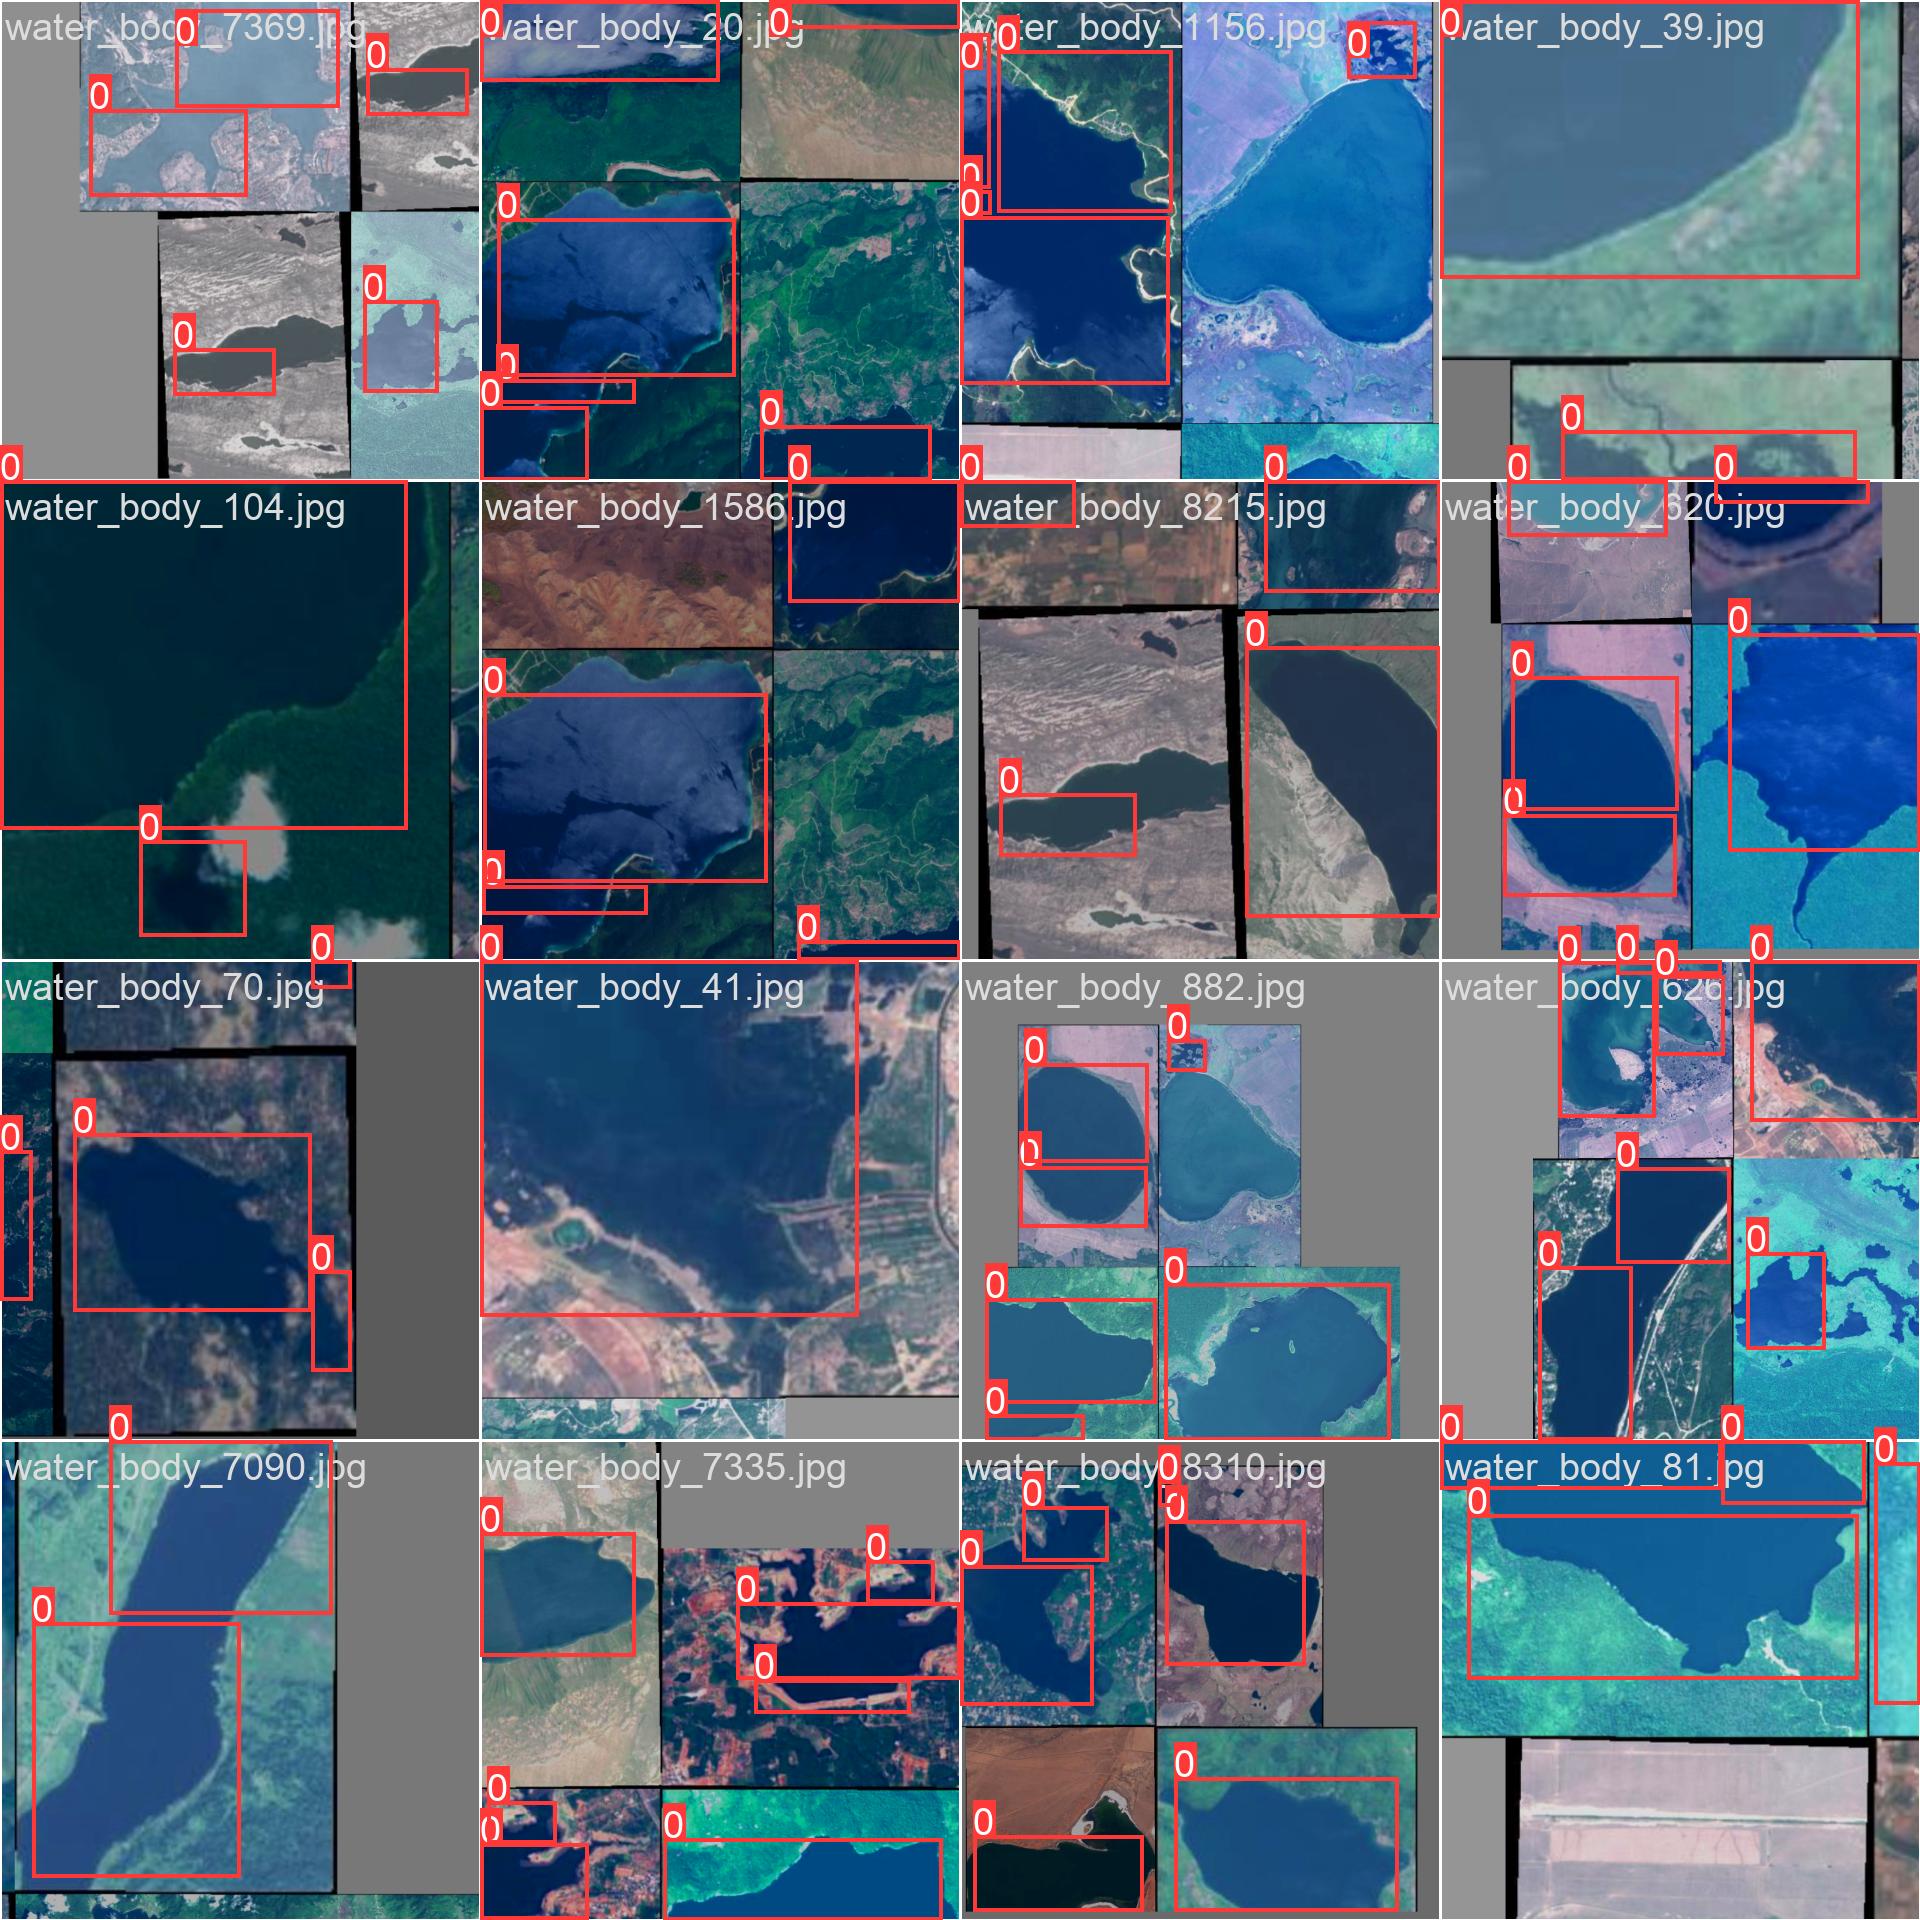 water_body_7369.jpg
water_body_20.jpg
water_body_1156.jpg
water_body_39.jpg
water_body_104.jpg
water_body_1586.jpg
water_body_8215.jpg
water_body_620.jpg
water_body_70.jpg
water_body_41.jpg
water_body_882.jpg
water_body_626.jpg
water_body_7090.jpg
water_body_7335.jpg
water_body_8310.jpg
water_body_81.jpg